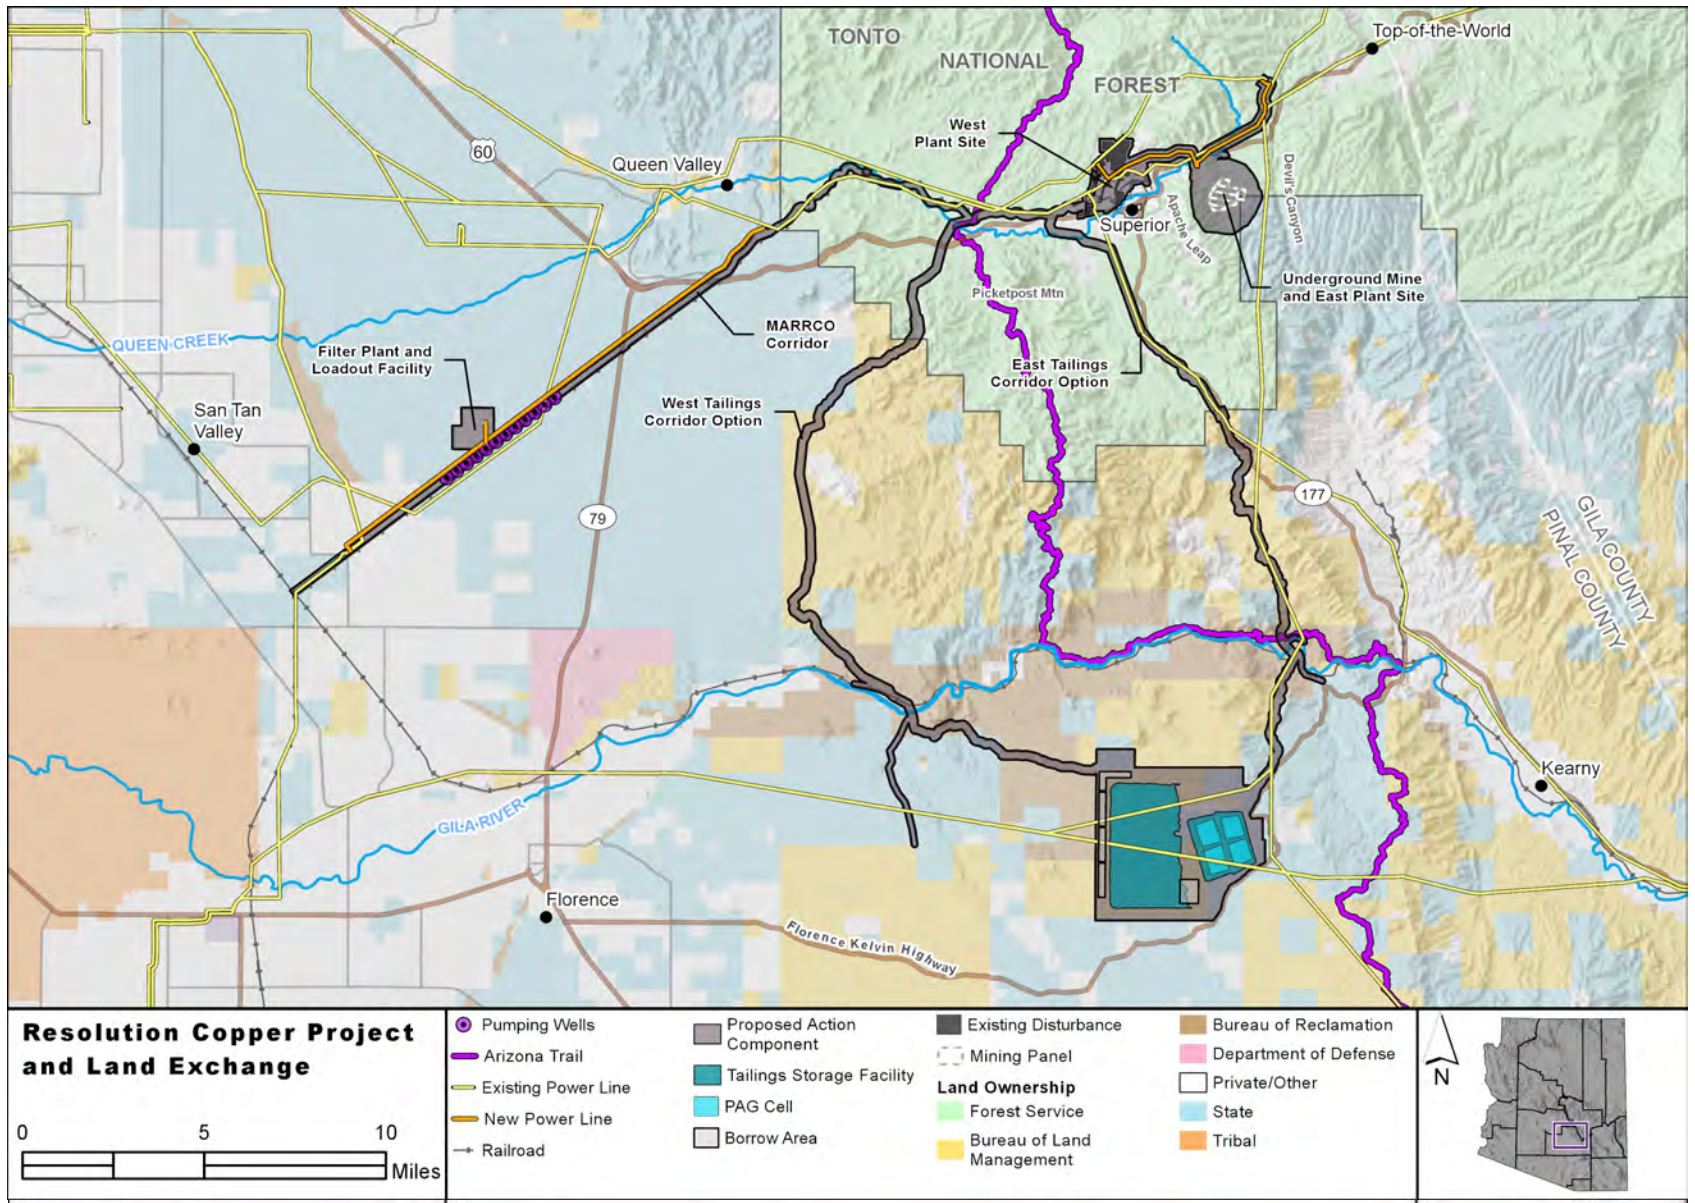 TONTO
NATIONAL
FOREST
Top-of-the-World
60
West
Plant Site
Queen Valley
Devil's Canyon
Superior
Apache Leap
Underground Mine
and East Plant Site
Picketpost Mtn
MARRCO
Corridor
QUEEN CREEK
Filter Plant and
Loadout Facility
East Tailings
Corridor Option
West Tailings
Corridor Option
San Tan
Valley
177
79
GILA COUNTY
PINAL COUNTY
Kearny
GILA RIVER
Florence
Florence Kelvin Highway
Resolution Copper Project
and Land Exchange
0
5
10
Miles
Pumping Wells
Arizona Trail
Existing Power Line
New Power Line
Railroad
Proposed Action
Component
Tailings Storage Facility
PAG Cell
Borrow Area
Existing Disturbance
Mining Panel
Land Ownership
Forest Service
Bureau of Land
Management
Bureau of Reclamation
Department of Defense
Private/Other
State
Tribal
N